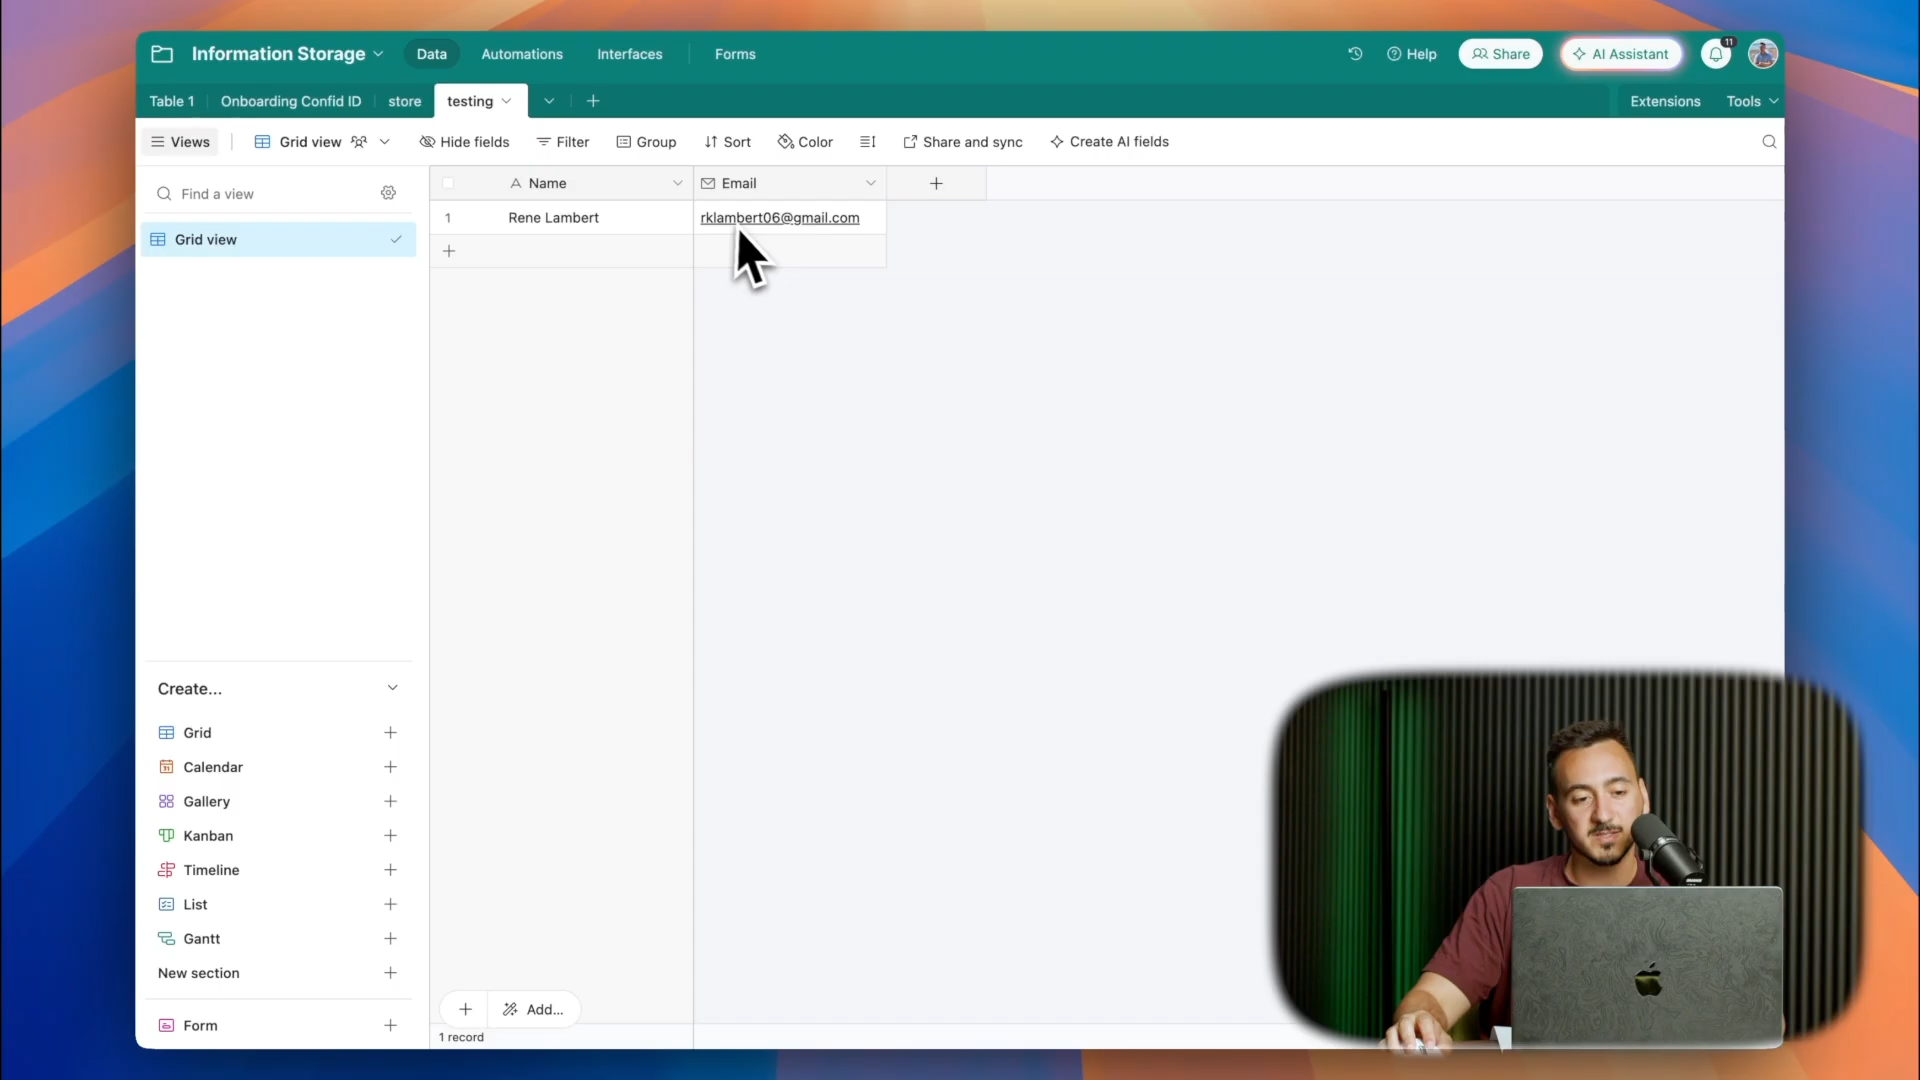 Information Storage
Data
Automations
Interfaces
Forms
Help
Share
AI Assistant
11
Table 1
Onboarding Confid ID
store
testing
Extensions
Tools
Views
Grid view
Hide fields
Filter
Group
Sort
Color
Share and sync
Create AI fields
Find a view
Grid view
Name
Email
1
Rene Lambert
rklambert06@gmail.com
Create...
Grid
Calendar
Gallery
Kanban
Timeline
List
Gantt
New section
Form
Add...
1 record